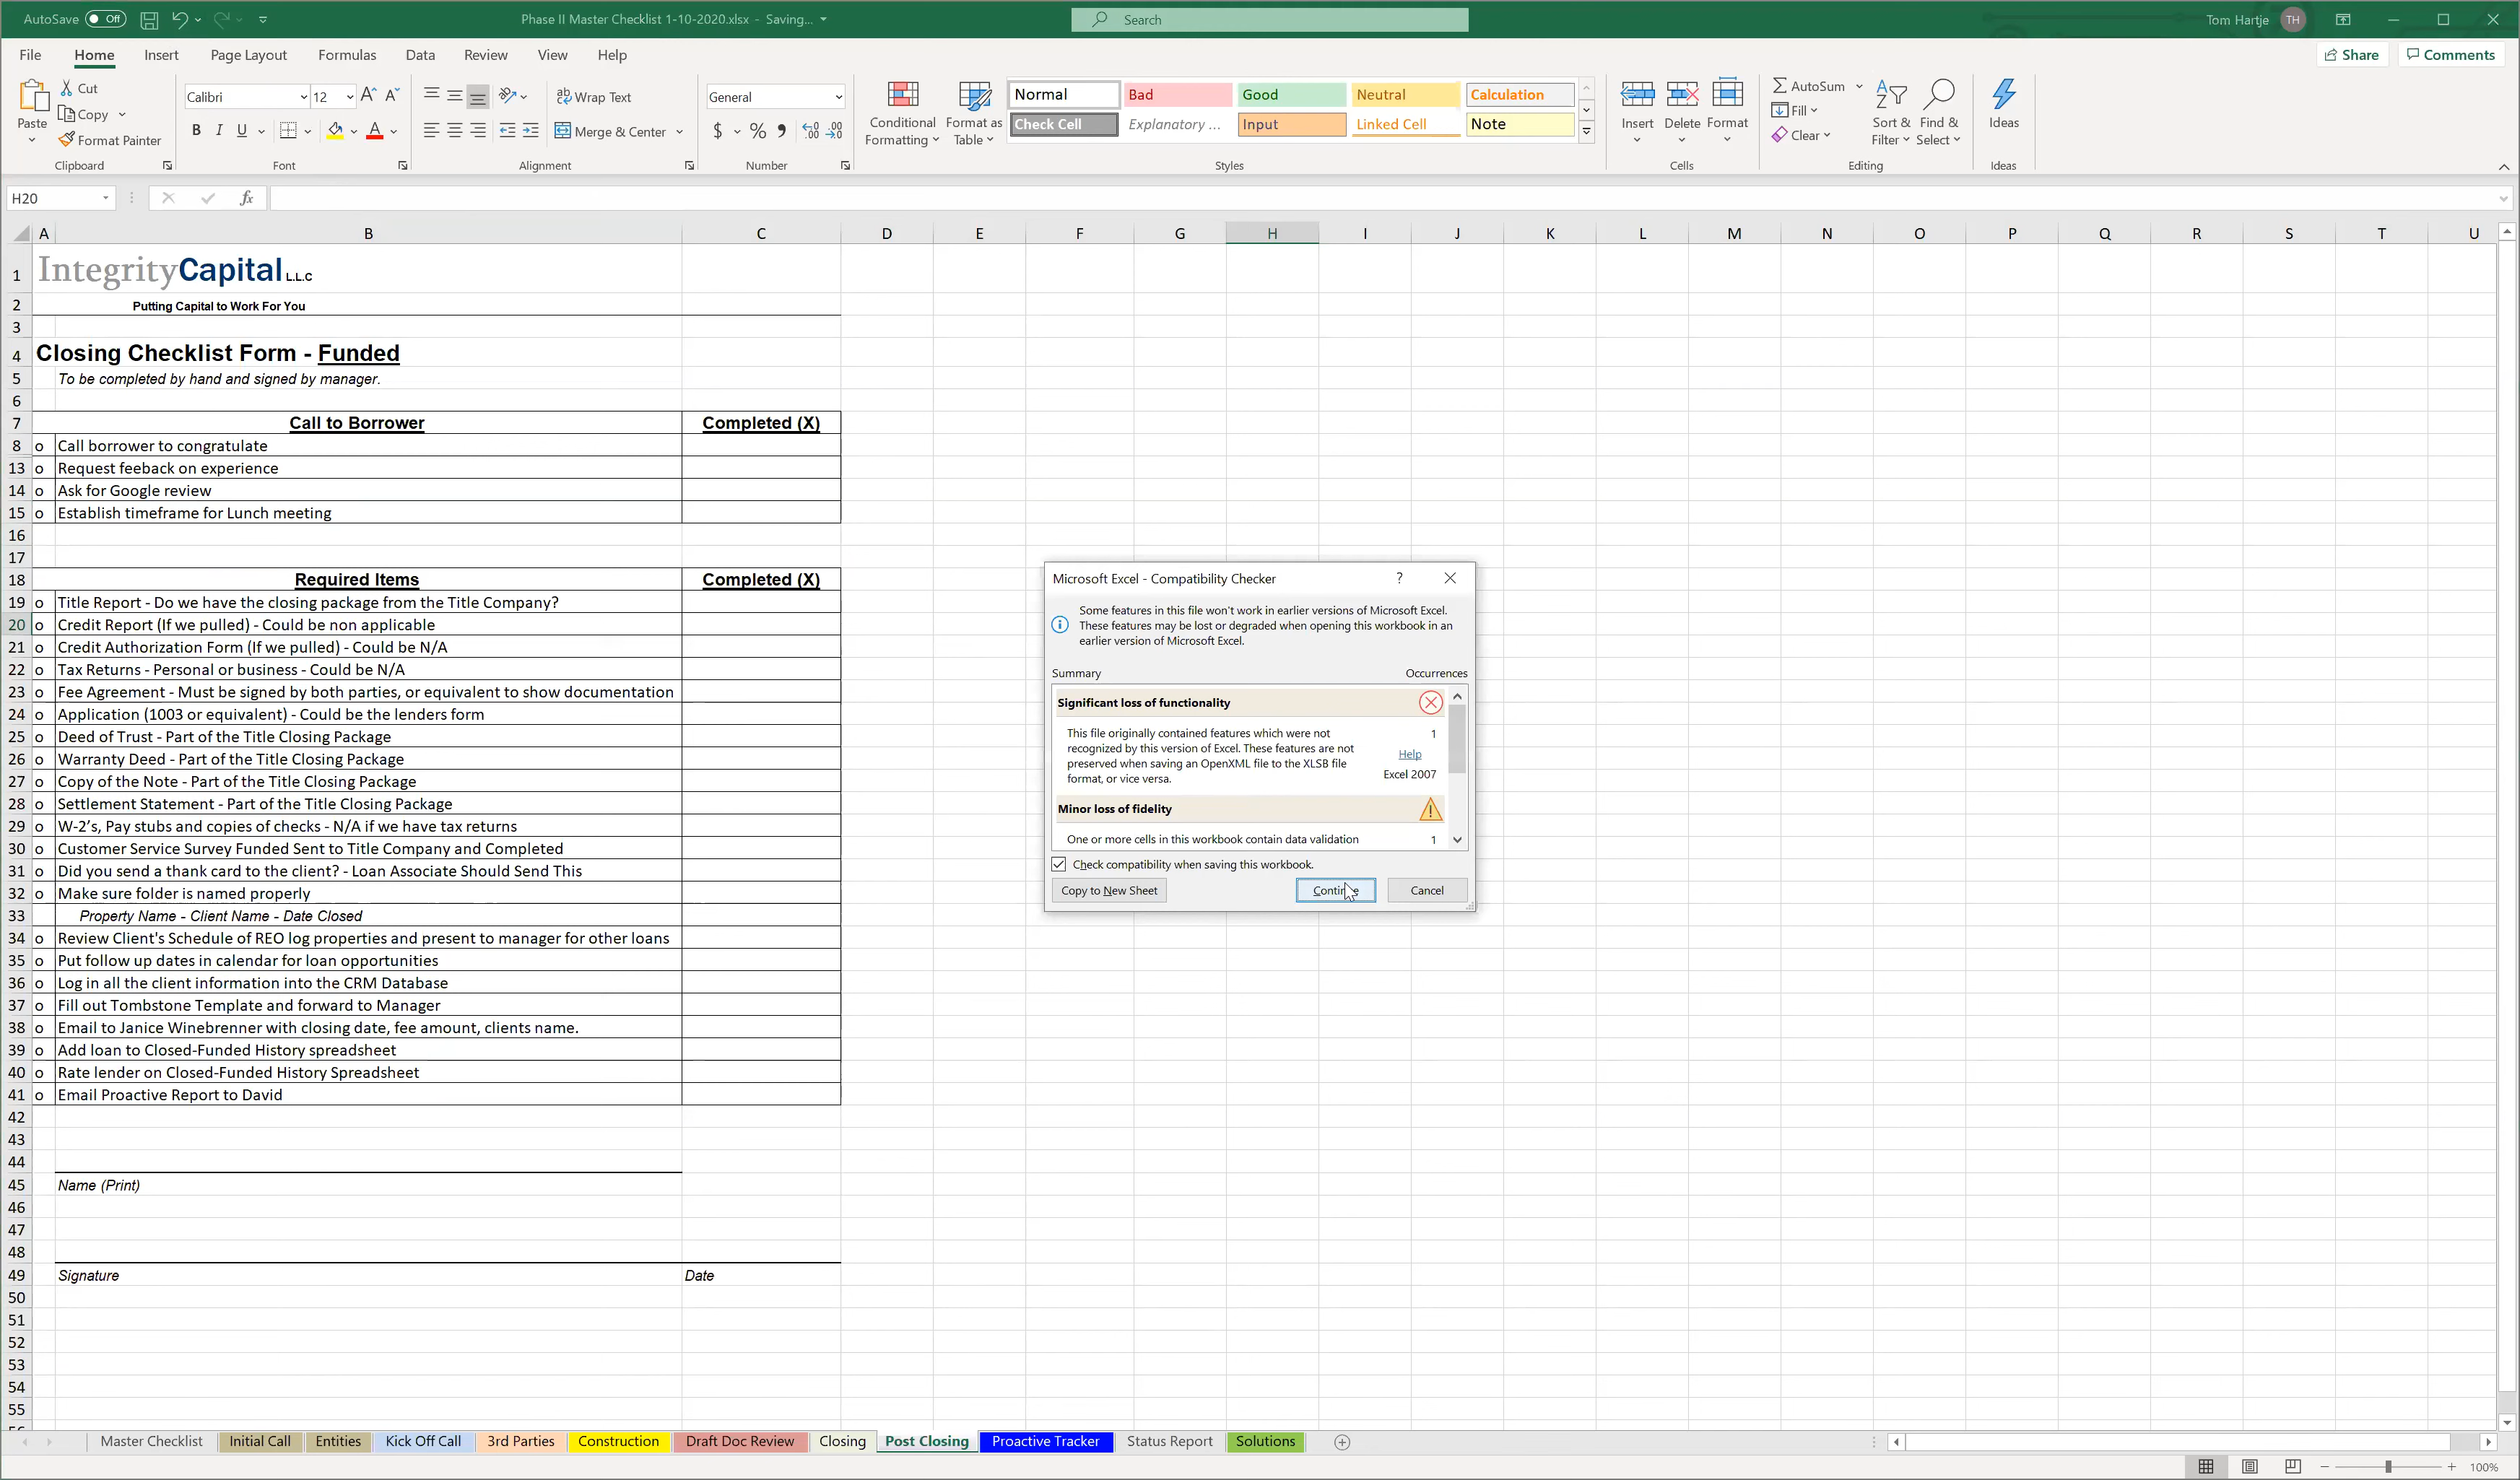 AutoSave Off Phase II Master Checklist 1-10-2020.xlsx - Saving... Search Tom Hartje TH
File Home Insert Page Layout Formulas Data Review View Help Share Comments
Paste Cut Copy Format Painter Clipboard
Calibri 12 B I U A Font
ab Wrap Text Merge & Center Alignment
General $ % Number
Conditional Formatting Format as Table
Normal Bad Good Neutral Calculation
Check Cell Explanatory ... Input Linked Cell Note
Styles
Insert Delete Format Cells
AutoSum Fill Clear Sort & Filter Find & Select Editing
Ideas Ideas
H20 fx
A B C D E F G H I J K L M N O P Q R S T U
1 IntegrityCapital L.L.C
2 Putting Capital to Work For You
3
4 Closing Checklist Form - Funded
5 To be completed by hand and signed by manager.
6
7 Call to Borrower Completed (X)
8 o Call borrower to congratulate
13 o Request feeback on experience
14 o Ask for Google review
15 o Establish timeframe for Lunch meeting
16
17
18 Required Items Completed (X)
19 o Title Report - Do we have the closing package from the Title Company?
20 o Credit Report (If we pulled) - Could be non applicable
21 o Credit Authorization Form (If we pulled) - Could be N/A
22 o Tax Returns - Personal or business - Could be N/A
23 o Fee Agreement - Must be signed by both parties, or equivalent to show documentation
24 o Application (1003 or equivalent) - Could be the lenders form
25 o Deed of Trust - Part of the Title Closing Package
26 o Warranty Deed - Part of the Title Closing Package
27 o Copy of the Note - Part of the Title Closing Package
28 o Settlement Statement - Part of the Title Closing Package
29 o W-2's, Pay stubs and copies of checks - N/A if we have tax returns
30 o Customer Service Survey Funded Sent to Title Company and Completed
31 o Did you send a thank card to the client? - Loan Associate Should Send This
32 o Make sure folder is named properly
33 Property Name - Client Name - Date Closed
34 o Review Client's Schedule of REO log properties and present to manager for other loans
35 o Put follow up dates in calendar for loan opportunities
36 o Log in all the client information into the CRM Database
37 o Fill out Tombstone Template and forward to Manager
38 o Email to Janice Winebrenner with closing date, fee amount, clients name.
39 o Add loan to Closed-Funded History spreadsheet
40 o Rate lender on Closed-Funded History Spreadsheet
41 o Email Proactive Report to David
42
43
44
45 Name (Print)
46
47
48
49 Signature Date
50
51
52
53
54
55
Microsoft Excel - Compatibility Checker ?
Some features in this file won't work in earlier versions of Microsoft Excel.
These features may be lost or degraded when opening this workbook in an
earlier version of Microsoft Excel.
Summary Occurrences
Significant loss of functionality
This file originally contained features which were not 1
recognized by this version of Excel. These features are not
preserved when saving an OpenXML file to the XLSB file
format, or vice versa.
Help
Excel 2007
Minor loss of fidelity
One or more cells in this workbook contain data validation 1
Check compatibility when saving this workbook.
Copy to New Sheet Continue Cancel
Master Checklist Initial Call Entities Kick Off Call 3rd Parties Construction Draft Doc Review Closing Post Closing Proactive Tracker Status Report Solutions
100%